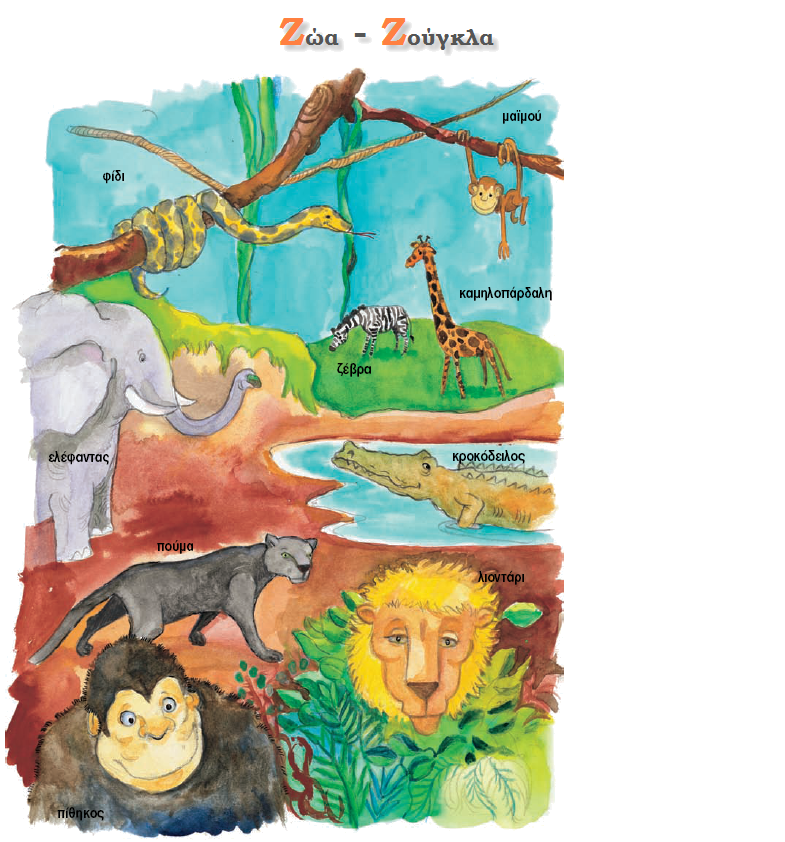 Ζώα - Ζούγκλα
μαϊμού
φίδι
καμηλοπάρδαλη
ζέβρα
ελέφαντας
κροκόδειλος
πούμα
λιοντάρι
πίθηκος